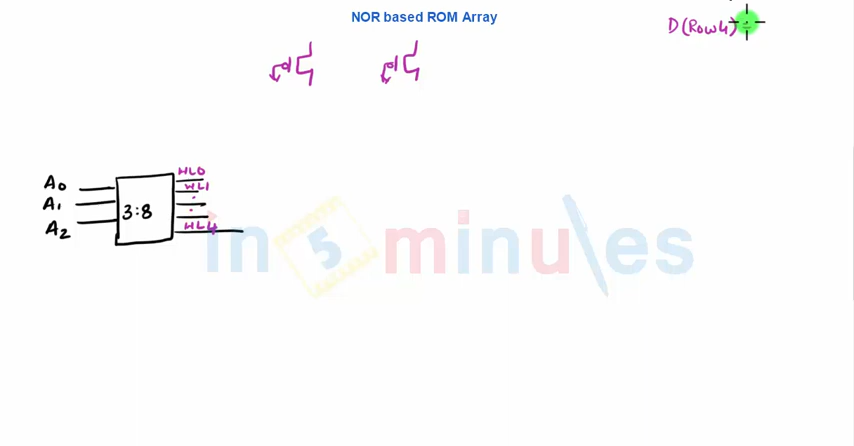 NOR based ROM Array
D(Row4) =
WL0
A0
WL1
A1
3:8
A2
WL4
in 5 minutes